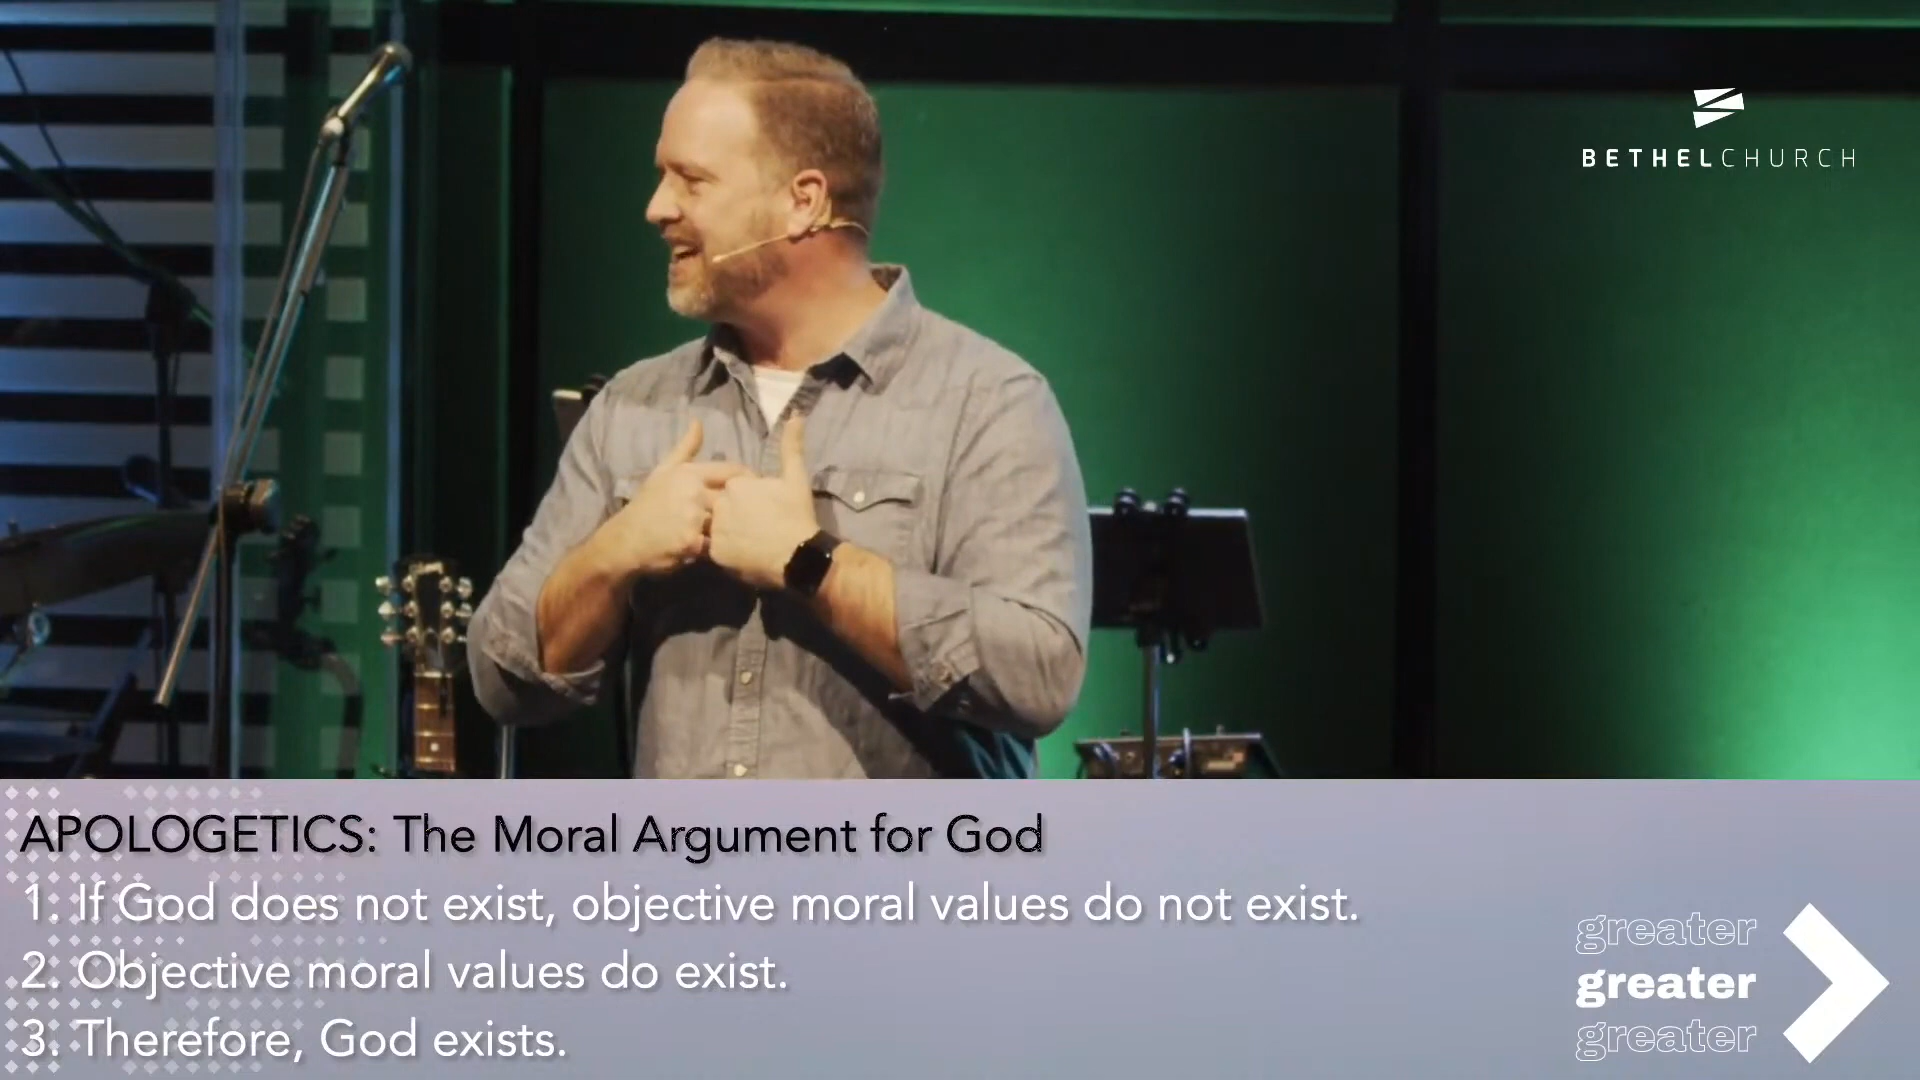 BETHELCHURCH
APOLOGETICS: The Moral Argument for God
1. If God does not exist, objective moral values do not exist.
2. Objective moral values do exist.
3. Therefore, God exists.
greater
greater
greater